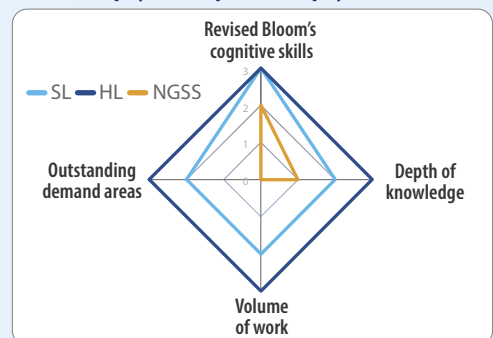 Revised Bloom's
cognitive skills
SL HL NGSS
3
2
1
0
Outstanding
demand areas
Depth of
knowledge
Volume
of work